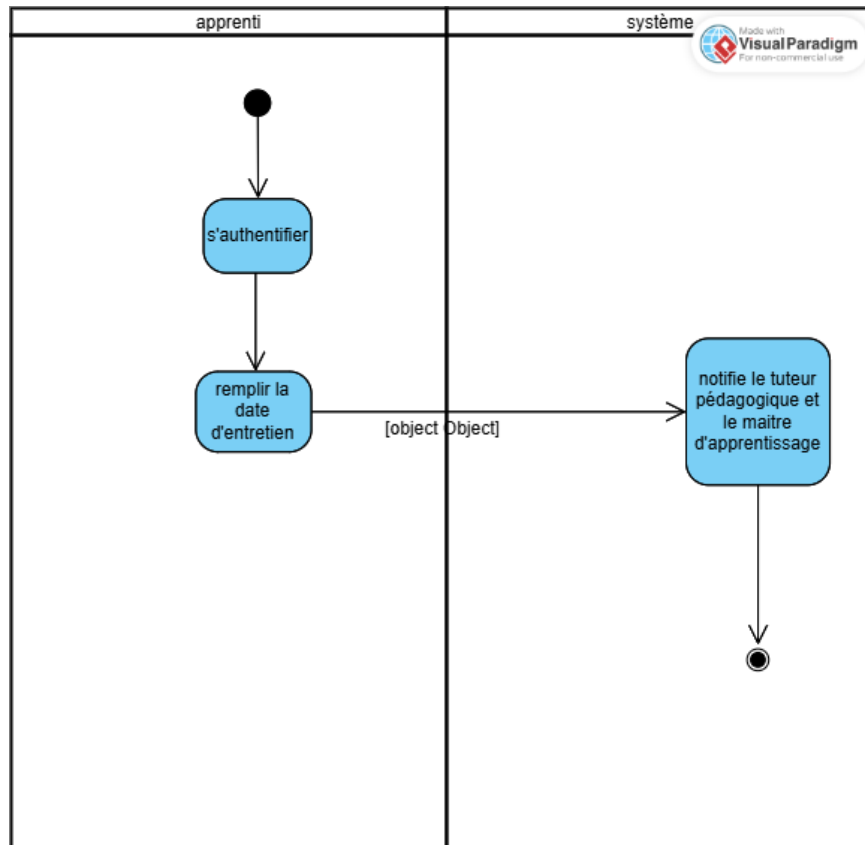 apprenti
système
Made with
Visual Paradigm
For non-commercial use
s'authentifier
remplir la
date
d'entretien
[object Object]
notifie le tuteur
pédagogique et
le maitre
d'apprentissage